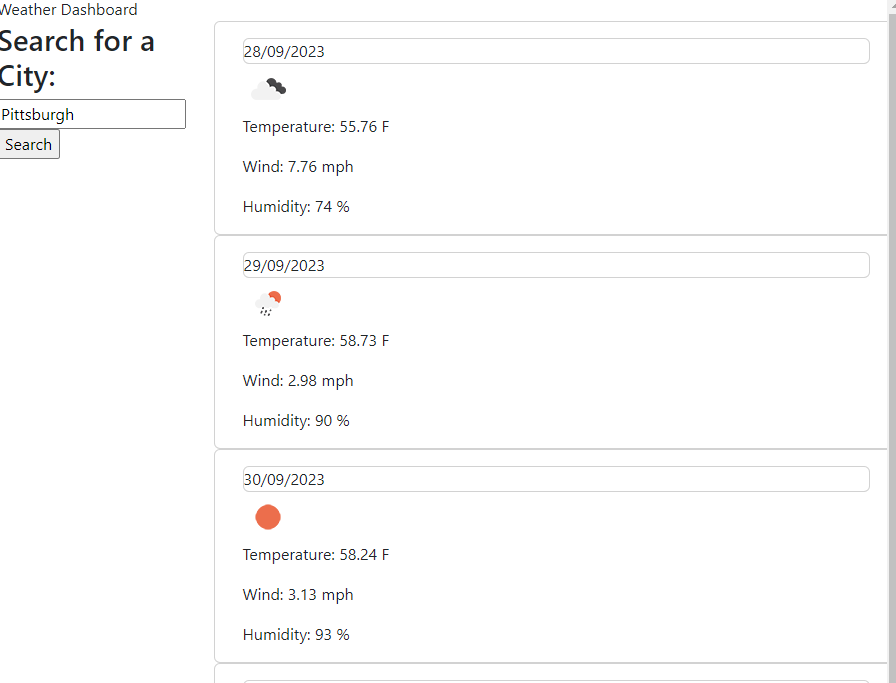 Weather Dashboard
Search for a
City:
Pittsburgh
Search
28/09/2023
Temperature: 55.76 F
Wind: 7.76 mph
Humidity: 74 %
29/09/2023
Temperature: 58.73 F
Wind: 2.98 mph
Humidity: 90 %
30/09/2023
Temperature: 58.24 F
Wind: 3.13 mph
Humidity: 93 %